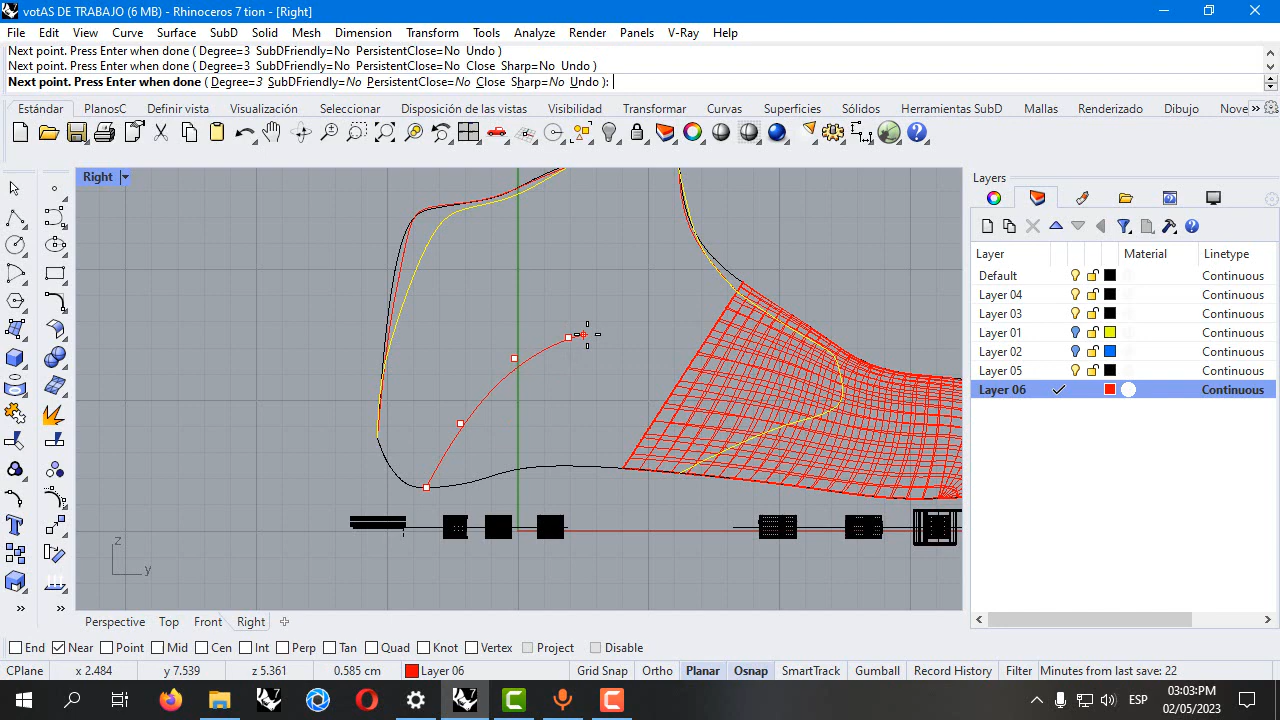 votAS DE TRABAJO (6 MB) - Rhinoceros 7 tion - [Right]
File Edit View Curve Surface SubD Solid Mesh Dimension Transform Tools Analyze Render Panels V-Ray Help
Next point. Press Enter when done ( Degree=3 SubDFriendly=No PersistentClose=No Undo )
Next point. Press Enter when done ( Degree=3 SubDFriendly=No PersistentClose=No Close Sharp=No Undo )
Next point. Press Enter when done ( Degree=3 SubDFriendly=No PersistentClose=No Close Sharp=No Undo ):
Estándar PlanosC Definir vista Visualización Seleccionar Disposición de las vistas Visibilidad Transformar Curvas Superficies Sólidos Herramientas SubD Mallas Renderizado Dibujo Nove
Right
Layers
Layer Material Linetype
Default Continuous
Layer 04 Continuous
Layer 03 Continuous
Layer 01 Continuous
Layer 02 Continuous
Layer 05 Continuous
Layer 06 Continuous
z
y
Perspective Top Front Right
End Near Point Mid Cen Int Perp Tan Quad Knot Vertex Project Disable
CPlane x 2.484 y 7.539 z 5.361 0.585 cm Layer 06 Grid Snap Ortho Planar Osnap SmartTrack Gumball Record History Filter Minutes from last save: 22
ESP
03:03:PM
02/05/2023